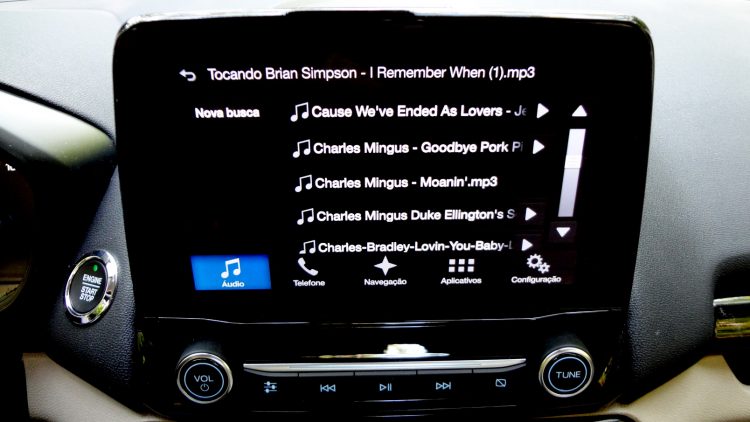 Tocando Brian Simpson - I Remember When (1).mp3
Nova busca
Cause We've Ended As Lovers - Je
Charles Mingus - Goodbye Pork Pi
Charles Mingus - Moanin'.mp3
Charles Mingus Duke Ellington's S
Charles-Bradley-Lovin-You-Baby-L
Áudio
Telefone
Navegação
Aplicativos
Configuração
ENGINE
START
STOP
VOL
TUNE